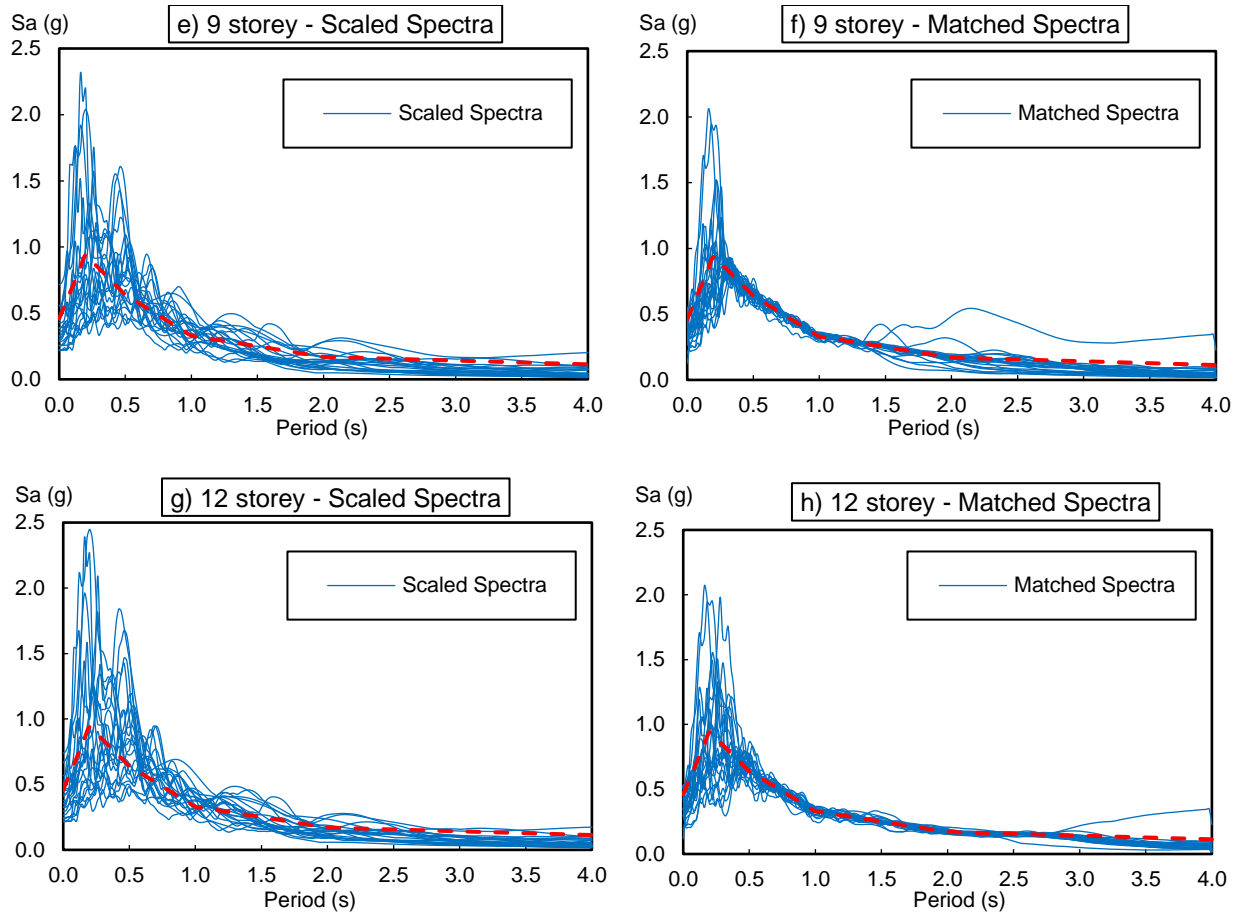 Sa (g)
e) 9 storey - Scaled Spectra
2.5
2.0
1.5
1.0
0.5
0.0
Scaled Spectra
0.0 0.5 1.0 1.5 2.0 2.5 3.0 3.5 4.0
Period (s)
Sa (g)
f) 9 storey - Matched Spectra
2.5
2.0
1.5
1.0
0.5
0.0
Matched Spectra
0.0 0.5 1.0 1.5 2.0 2.5 3.0 3.5 4.0
Period (s)
Sa (g)
g) 12 storey - Scaled Spectra
2.5
2.0
1.5
1.0
0.5
0.0
Scaled Spectra
0.0 0.5 1.0 1.5 2.0 2.5 3.0 3.5 4.0
Period (s)
Sa (g)
h) 12 storey - Matched Spectra
2.5
2.0
1.5
1.0
0.5
0.0
Matched Spectra
0.0 0.5 1.0 1.5 2.0 2.5 3.0 3.5 4.0
Period (s)